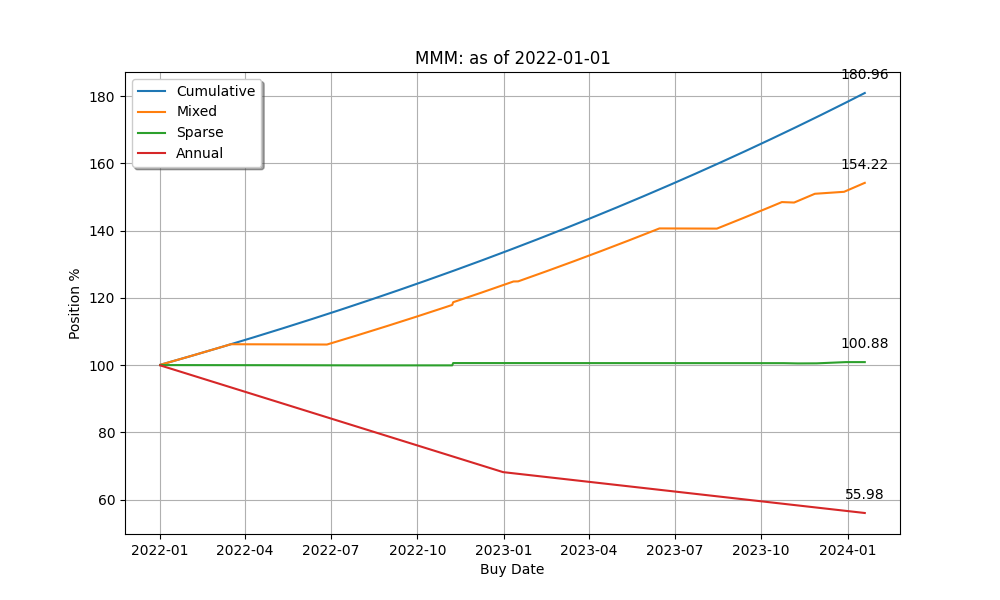 MMM: as of 2022-01-01
180.96
180
Cumulative
Mixed
Sparse
Annual
160
154.22
140
120
100.88
100
80
60
55.98
Position %
2022-01 2022-04 2022-07 2022-10 2023-01 2023-04 2023-07 2023-10 2024-01
Buy Date